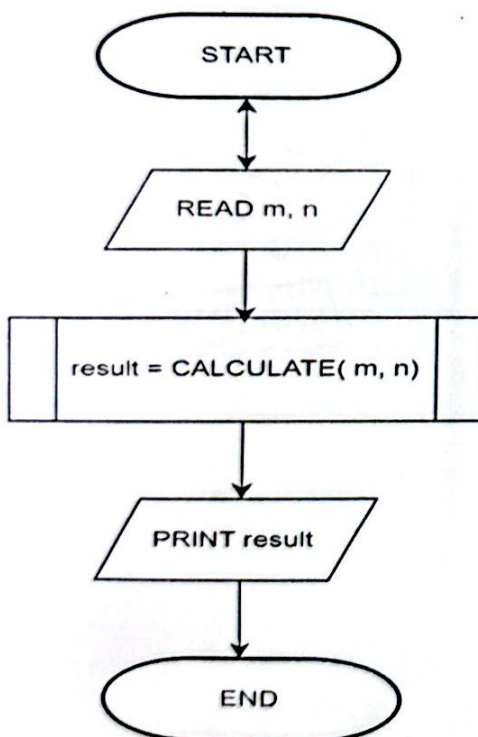 START
READ m, n
result = CALCULATE( m, n)
PRINT result
END